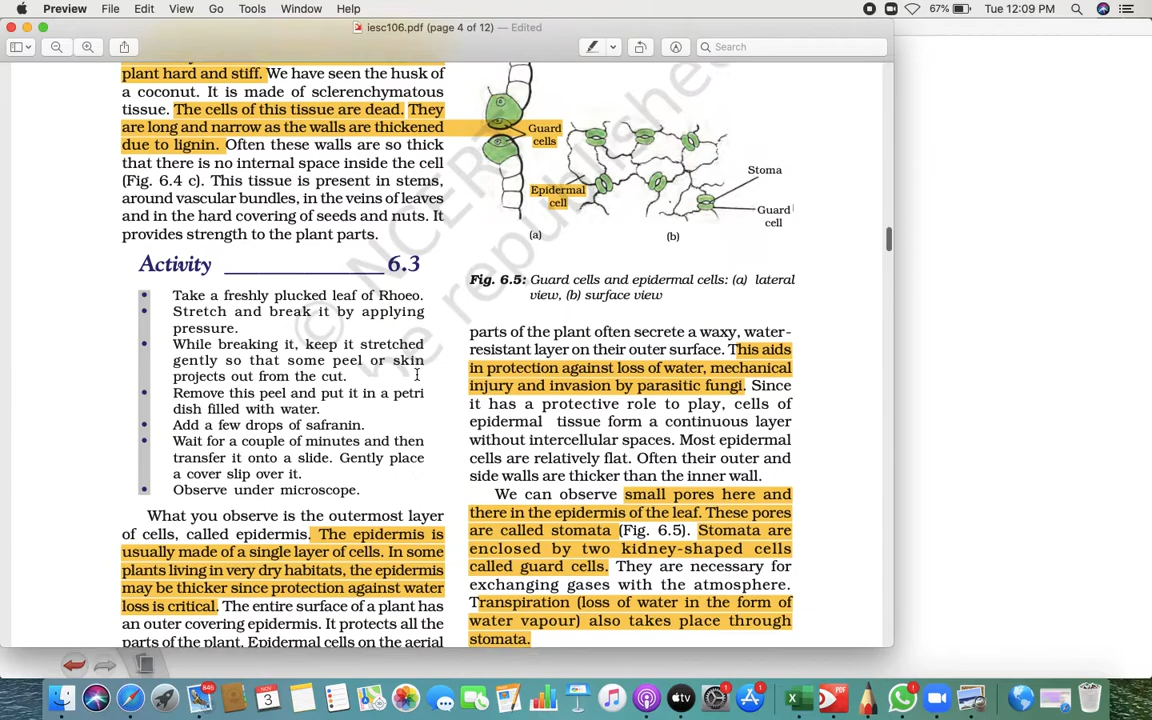 Preview File Edit View Go Tools Window Help 67% Tue 12:09 PM
iesc106.pdf (page 4 of 12) — Edited
Search
plant hard and stiff. We have seen the husk of
a coconut. It is made of sclerenchymatous
tissue. The cells of this tissue are dead. They
are long and narrow as the walls are thickened
due to lignin. Often these walls are so thick
that there is no internal space inside the cell
(Fig. 6.4 c). This tissue is present in stems,
around vascular bundles, in the veins of leaves
and in the hard covering of seeds and nuts. It
provides strength to the plant parts.
Activity 6.3
• Take a freshly plucked leaf of Rhoeo.
• Stretch and break it by applying
pressure.
• While breaking it, keep it stretched
gently so that some peel or skin
projects out from the cut.
• Remove this peel and put it in a petri
dish filled with water.
• Add a few drops of safranin.
• Wait for a couple of minutes and then
transfer it onto a slide. Gently place
a cover slip over it.
• Observe under microscope.
What you observe is the outermost layer
of cells, called epidermis. The epidermis is
usually made of a single layer of cells. In some
plants living in very dry habitats, the epidermis
may be thicker since protection against water
loss is critical. The entire surface of a plant has
an outer covering epidermis. It protects all the
parts of the plant. Epidermal cells on the aerial
Guard
cells
Epidermal
cell
Stoma
Guard
cell
(a)
(b)
Fig. 6.5: Guard cells and epidermal cells: (a) lateral
view, (b) surface view
parts of the plant often secrete a waxy, water-
resistant layer on their outer surface. This aids
in protection against loss of water, mechanical
injury and invasion by parasitic fungi. Since
it has a protective role to play, cells of
epidermal tissue form a continuous layer
without intercellular spaces. Most epidermal
cells are relatively flat. Often their outer and
side walls are thicker than the inner wall.
We can observe small pores here and
there in the epidermis of the leaf. These pores
are called stomata (Fig. 6.5). Stomata are
enclosed by two kidney-shaped cells
called guard cells. They are necessary for
exchanging gases with the atmosphere.
Transpiration (loss of water in the form of
water vapour) also takes place through
stomata.
© NCERT
be republished
NOV
3
PDF